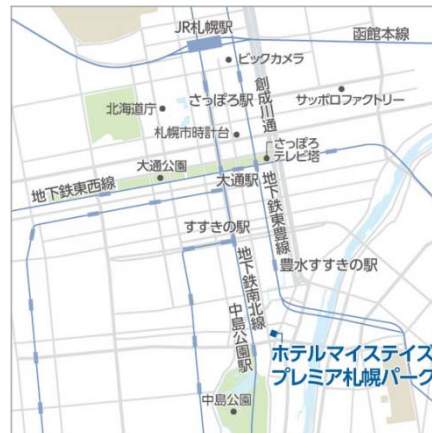 JR札幌駅
函館本線
ビックカメラ
創成川通
さっぽろ駅
サッポロファクトリー
北海道庁
札幌市時計台
さっぽろ
テレビ塔
大通公園
大通駅
地下鉄東西線
地下鉄東豊線
すすきの駅
豊水すすきの駅
地下鉄南北線
中島公園駅
ホテルマイステイズ
プレミア札幌パーク
中島公園